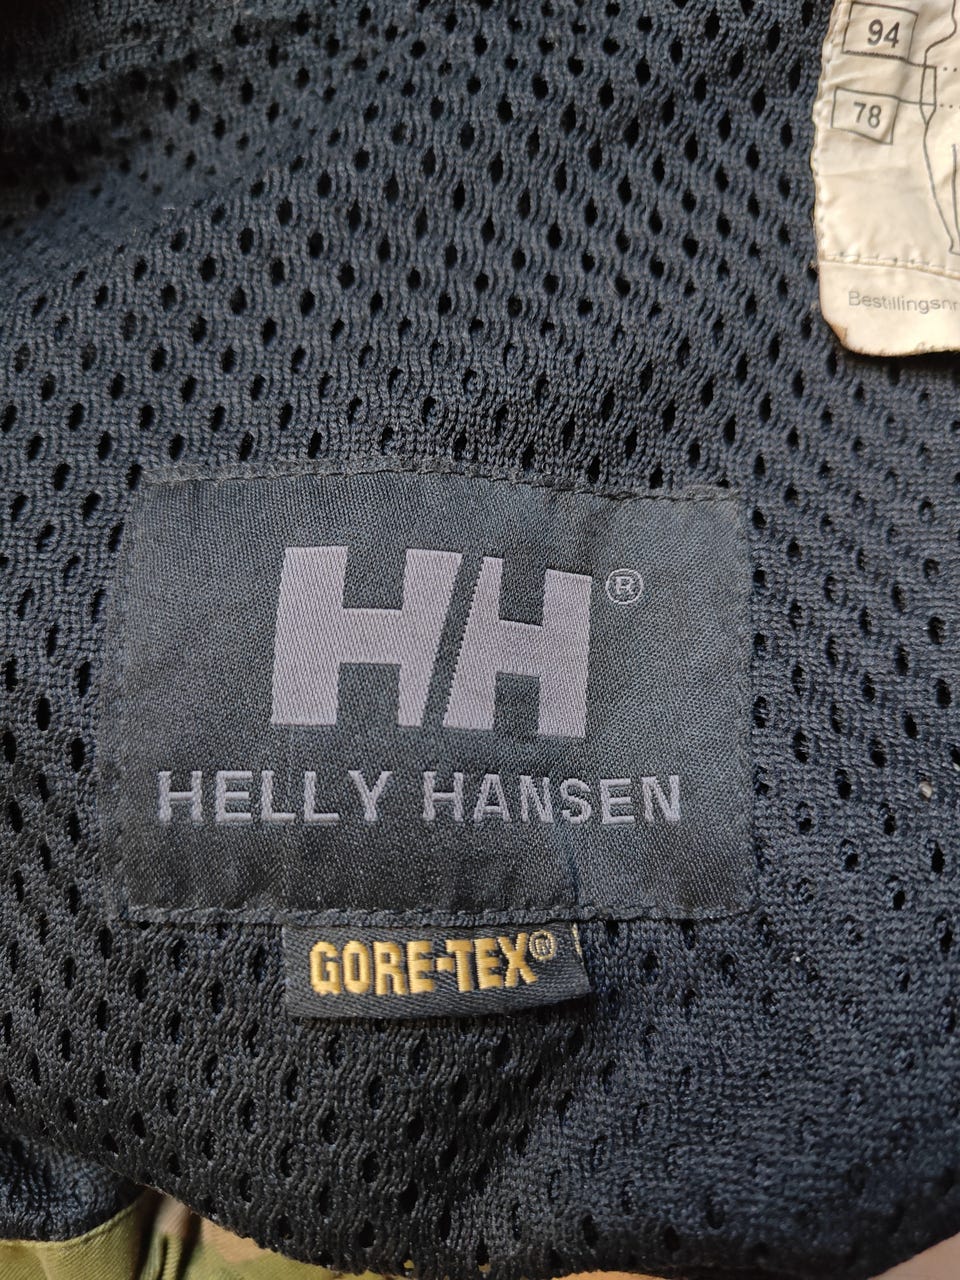 94
78
Bestillingsnr
HH®
HELLY HANSEN
GORE-TEX®